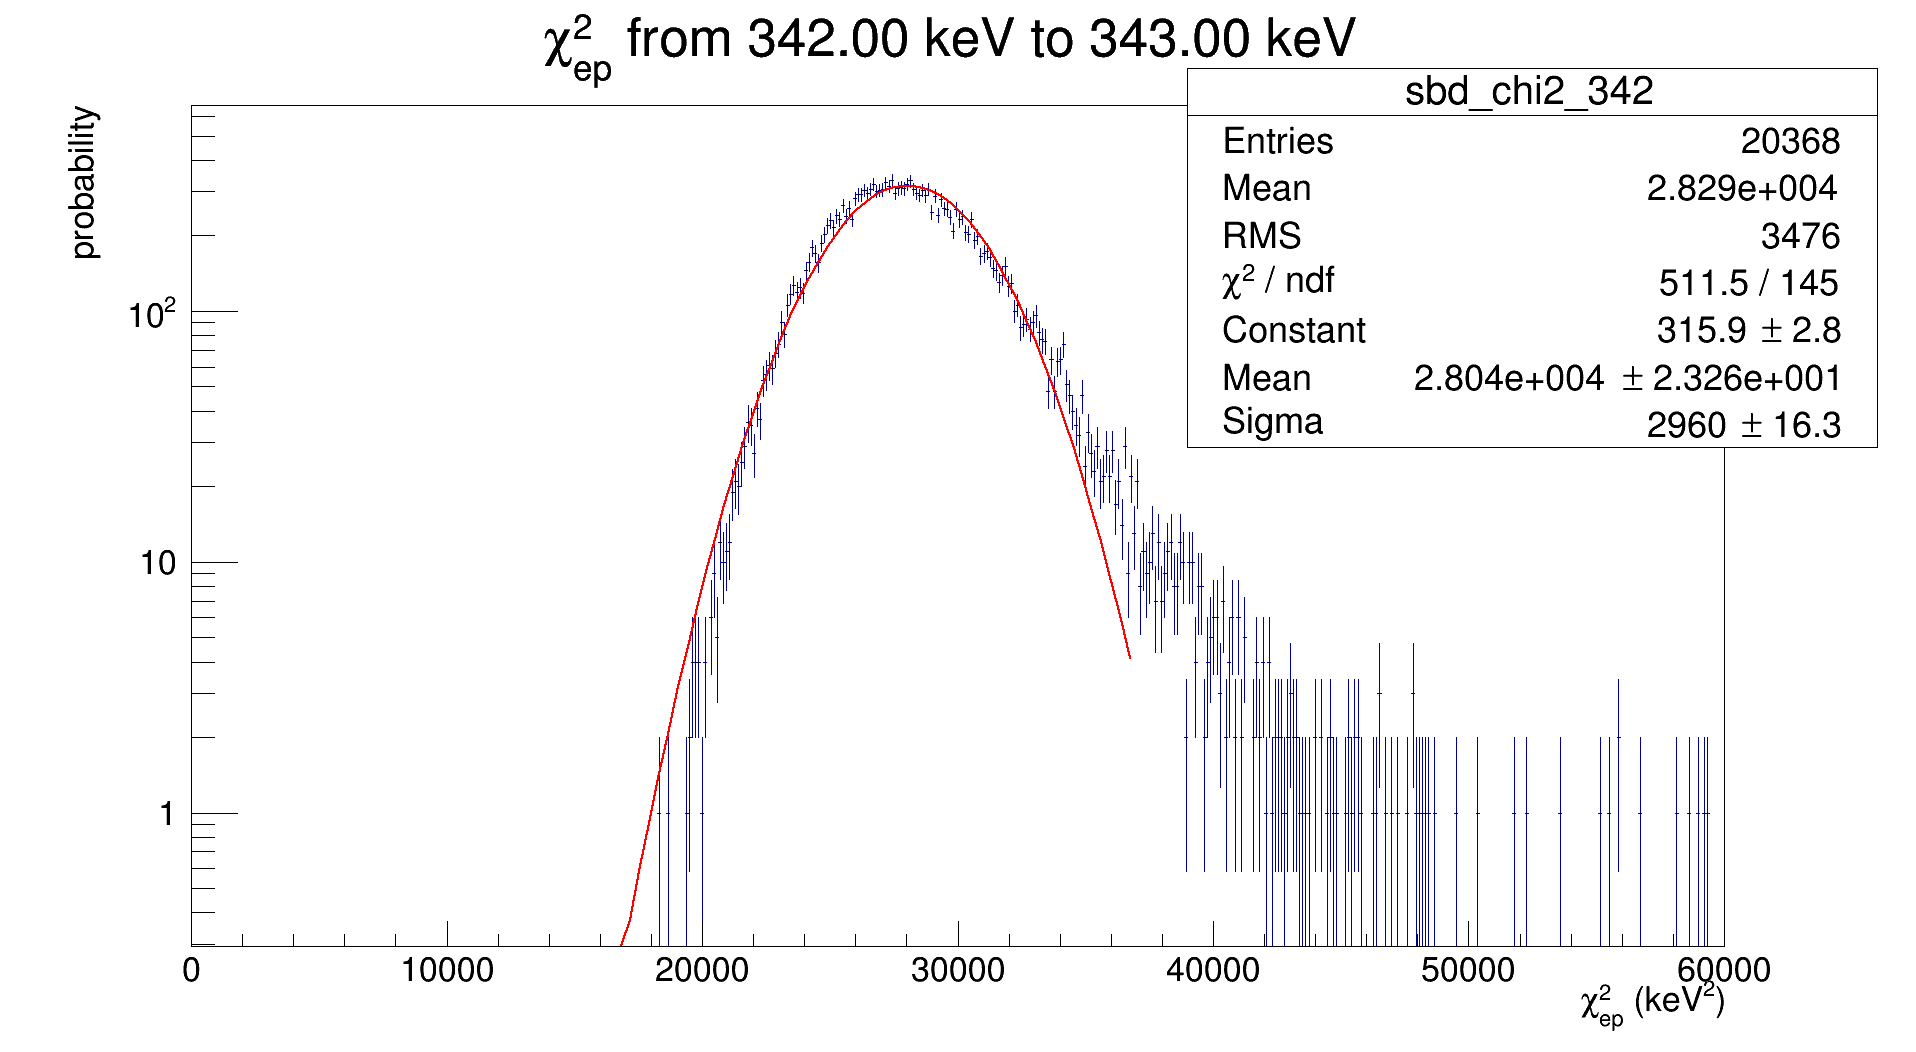 χ²ep from 342.00 keV to 343.00 keV
sbd_chi2_342
Entries 20368
Mean 2.829e+004
RMS 3476
χ² / ndf 511.5 / 145
Constant 315.9 ± 2.8
Mean 2.804e+004 ± 2.326e+001
Sigma 2960 ± 16.3
probability
10²
10
1
0 10000 20000 30000 40000 50000 60000
χ²ep (keV²)